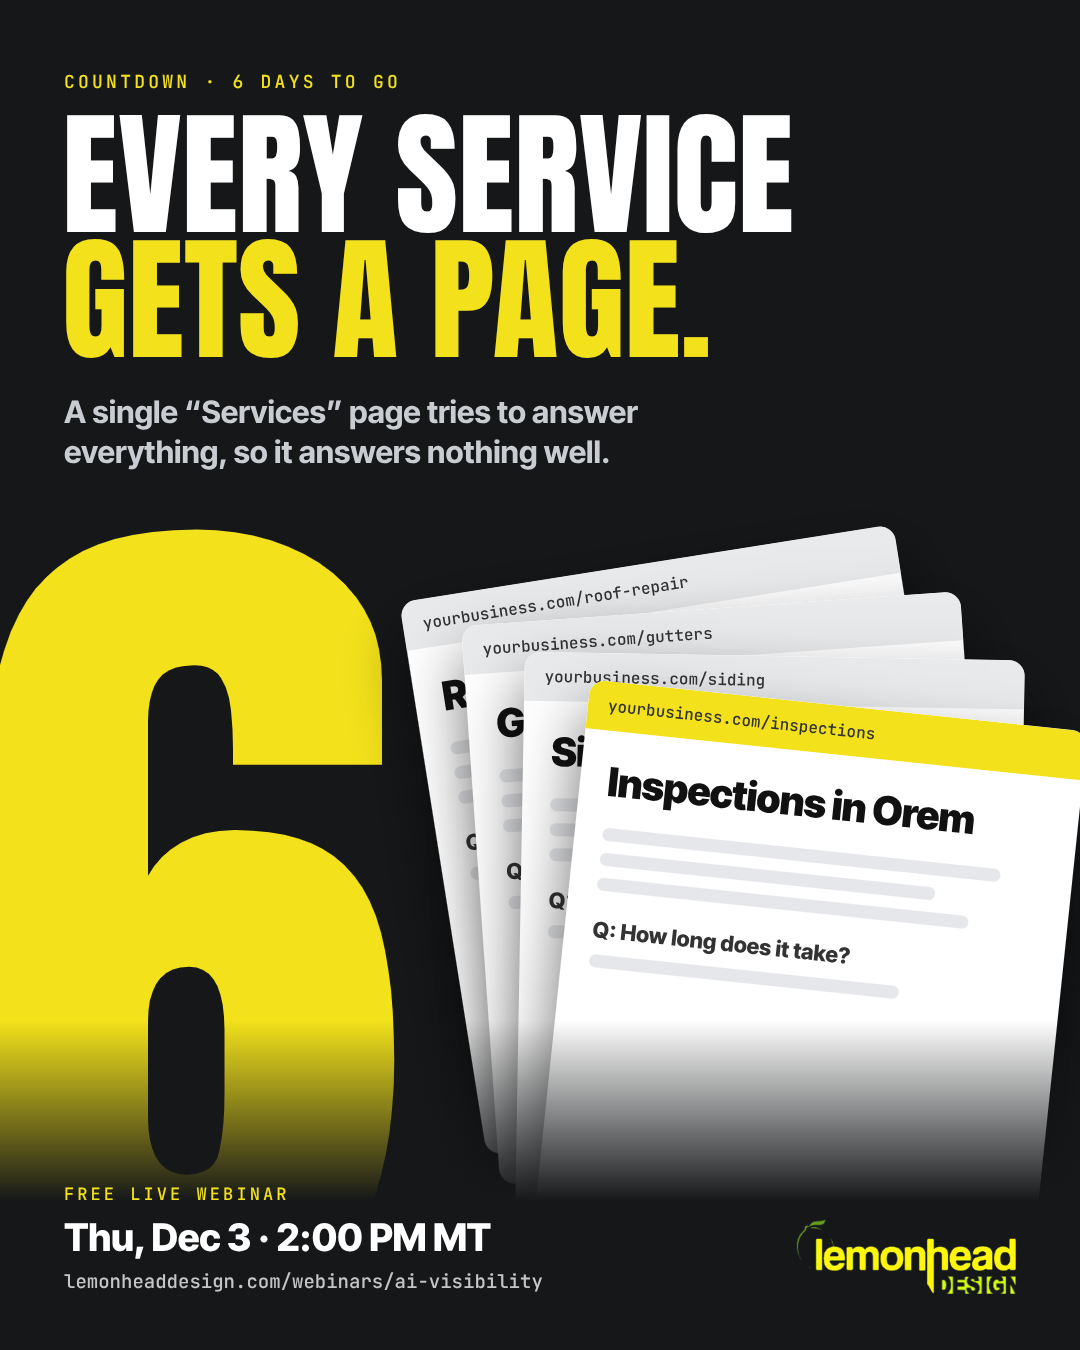 COUNTDOWN · 6 DAYS TO GO
EVERY SERVICE
GETS A PAGE.
A single “Services” page tries to answer
everything, so it answers nothing well.
6
yourbusiness.com/roof-repair
R
Q
yourbusiness.com/gutters
G
Q
yourbusiness.com/siding
Si
Q:
yourbusiness.com/inspections
Inspections in Orem
Q: How long does it take?
FREE LIVE WEBINAR
Thu, Dec 3 · 2:00 PM MT
lemonheaddesign.com/webinars/ai-visibility
lemonhead
DESIGN